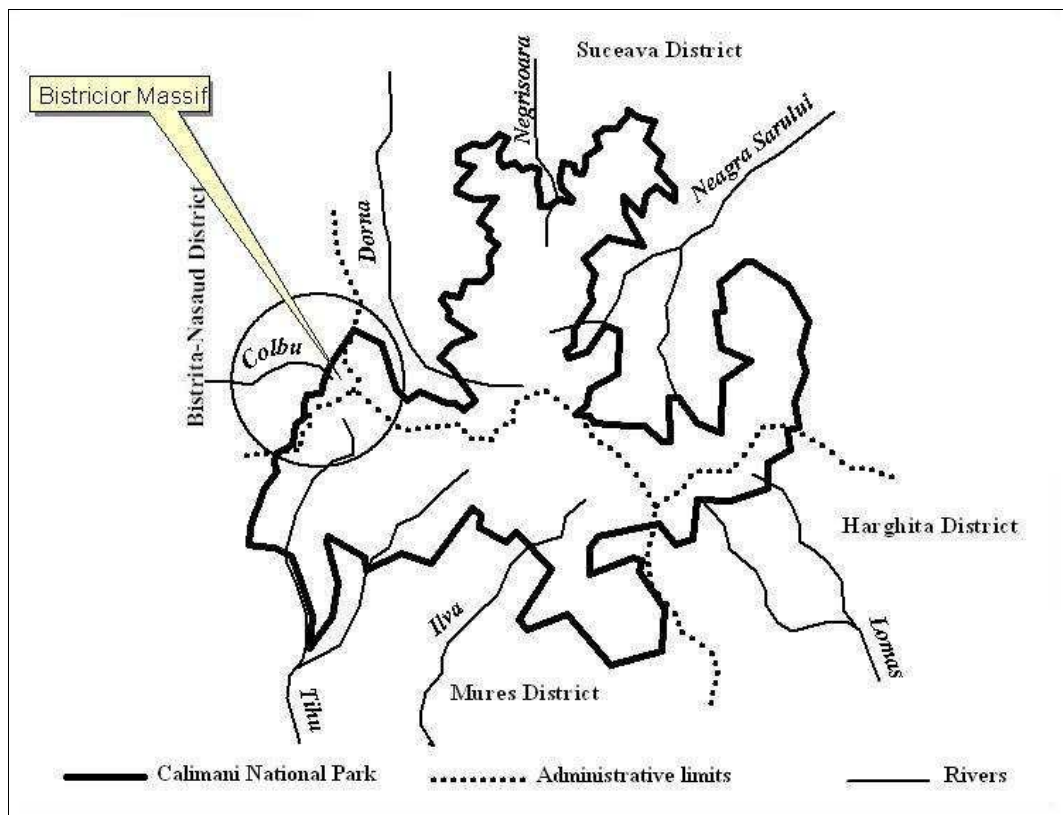 Suceava District
Bistricior Massif
Negrisoara
Neagra Sarului
Bistrita-Nasaud District
Dorna
Colbu
Harghita District
Ilva
Lomas
Mures District
Tihu
Calimani National Park
Administrative limits
Rivers